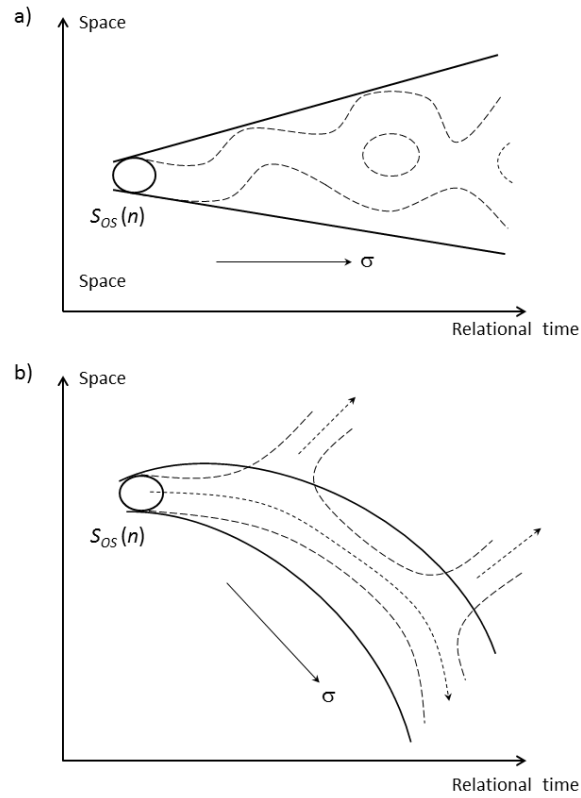 a)
Space
S_OS(n)
σ
Space
Relational time
b)
Space
S_OS(n)
σ
Relational time